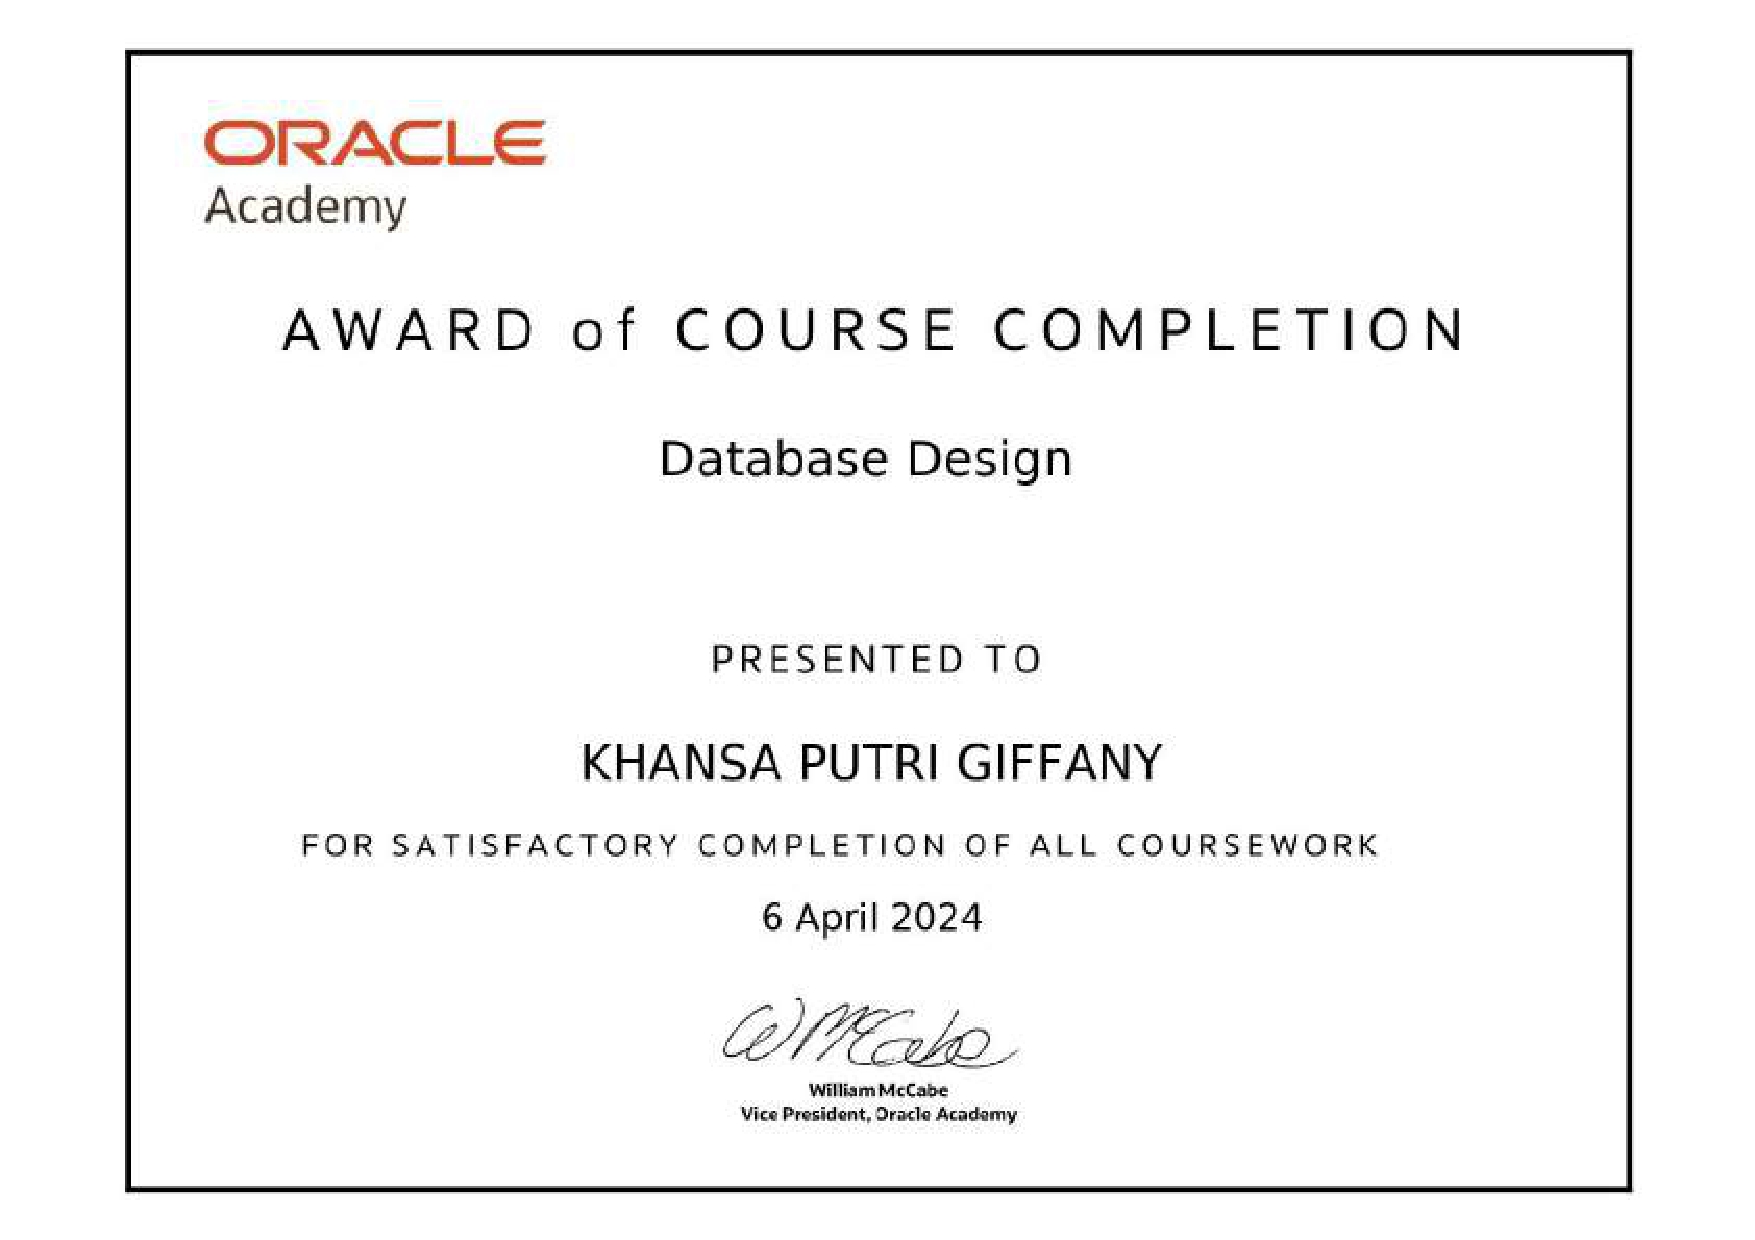 ORACLE
Academy
AWARD of COURSE COMPLETION
Database Design
PRESENTED TO
KHANSA PUTRI GIFFANY
FOR SATISFACTORY COMPLETION OF ALL COURSEWORK
6 April 2024
W McCabe
William McCabe
Vice President, Oracle Academy